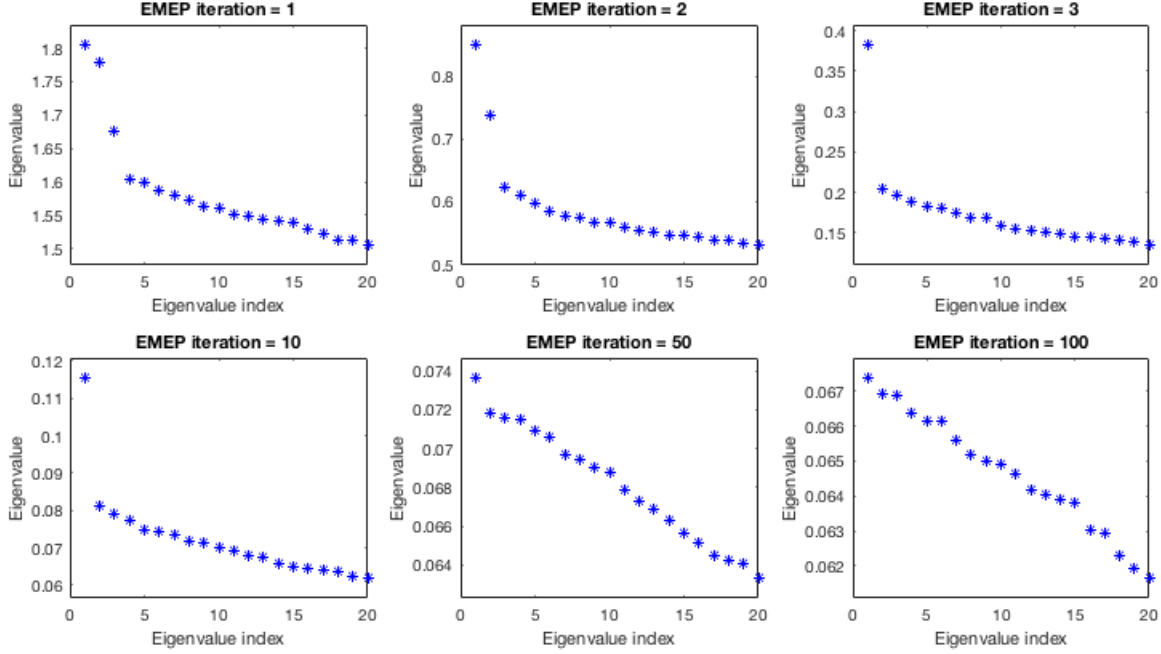 EMEP iteration = 1
1.8
1.75
1.7
1.65
1.6
1.55
1.5
Eigenvalue
0 5 10 15 20
Eigenvalue index
EMEP iteration = 2
0.8
0.7
0.6
0.5
Eigenvalue
0 5 10 15 20
Eigenvalue index
EMEP iteration = 3
0.4
0.35
0.3
0.25
0.2
0.15
Eigenvalue
0 5 10 15 20
Eigenvalue index
EMEP iteration = 10
0.12
0.11
0.1
0.09
0.08
0.07
0.06
Eigenvalue
0 5 10 15 20
Eigenvalue index
EMEP iteration = 50
0.074
0.072
0.07
0.068
0.066
0.064
Eigenvalue
0 5 10 15 20
Eigenvalue index
EMEP iteration = 100
0.067
0.066
0.065
0.064
0.063
0.062
Eigenvalue
0 5 10 15 20
Eigenvalue index